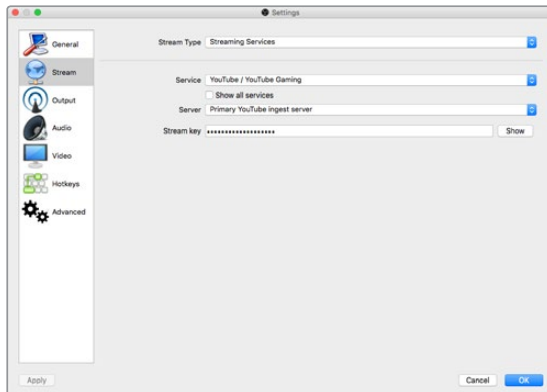 Settings
General
Stream
Output
Audio
Video
Hotkeys
Advanced
Stream Type Streaming Services
Service YouTube / YouTube Gaming
Show all services
Server Primary YouTube ingest server
Stream key ••••••••••••••••••• Show
Apply Cancel OK